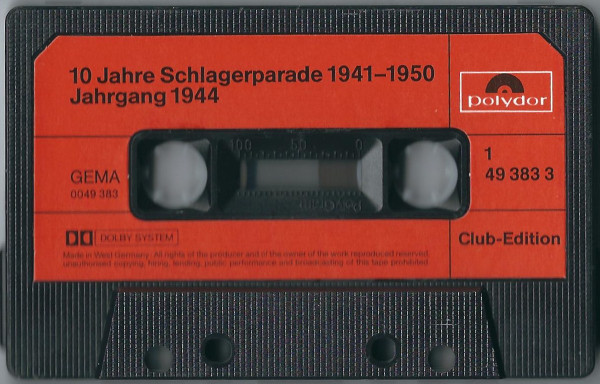 10 Jahre Schlagerparade 1941–1950
Jahrgang 1944
polydor
100 50 0
1
49 383 3
GEMA
0049 383
DOLBY SYSTEM
Club-Edition
Made in West Germany. All rights of the producer and of the owner of the work reproduced reserved,
unauthorised copying, hiring, lending, public performance and broadcasting of this tape prohibited.